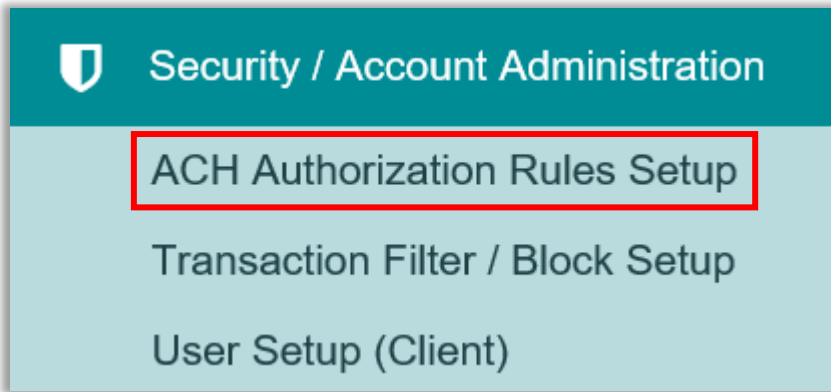 Security / Account Administration
ACH Authorization Rules Setup
Transaction Filter / Block Setup
User Setup (Client)